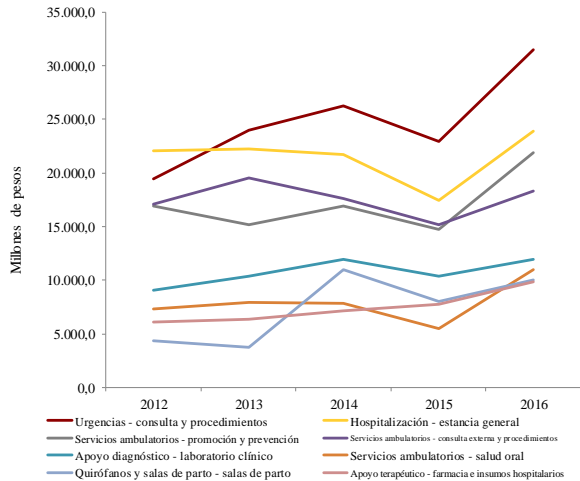 35.000,0
30.000,0
25.000,0
20.000,0
15.000,0
10.000,0
5.000,0
0,0
Millones de pesos
2012 2013 2014 2015 2016
Urgencias - consulta y procedimientos Hospitalización - estancia general
Servicios ambulatorios - promoción y prevención Servicios ambulatorios - consulta externa y procedimientos
Apoyo diagnóstico - laboratorio clínico Servicios ambulatorios - salud oral
Quirófanos y salas de parto - salas de parto Apoyo terapéutico - farmacia e insumos hospitalarios